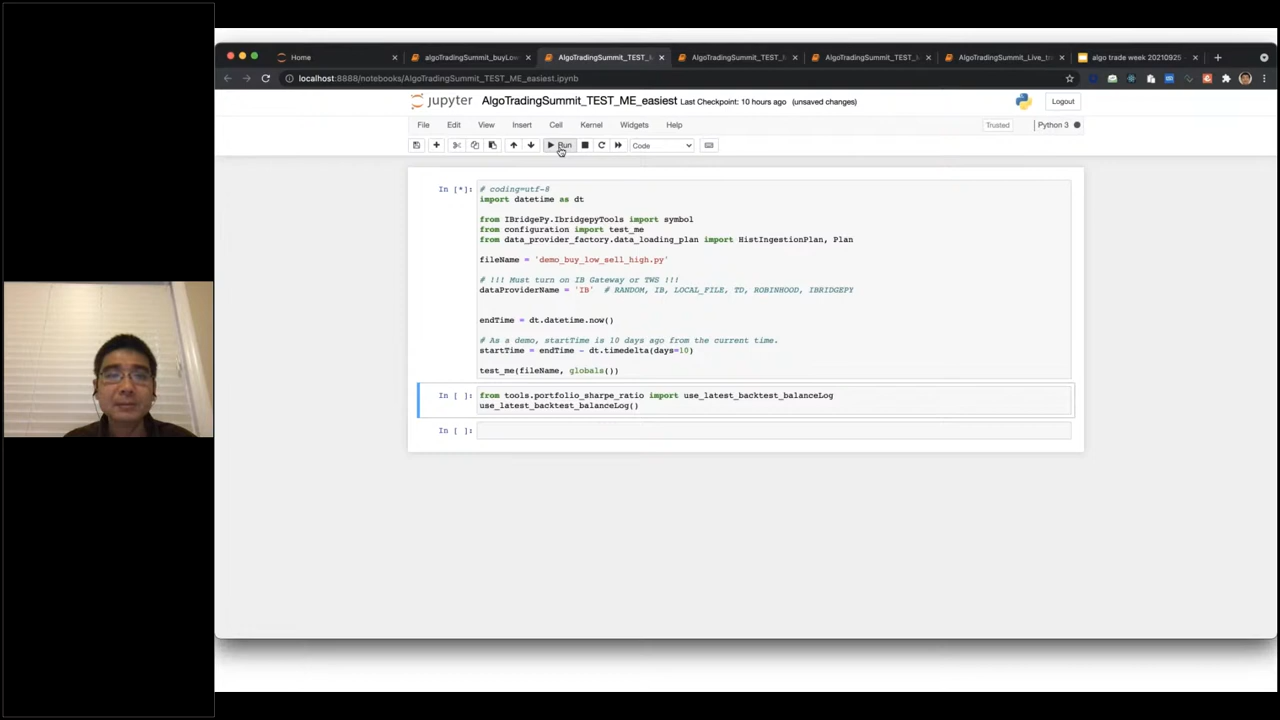 Home
AlgoTradingSummit_buyLow
AlgoTradingSummit_TEST_M
AlgoTradingSummit_TEST_
AlgoTradingSummit_TEST_M
AlgoTradingSummit_Live_t
algo trade week 20210925
localhost:8888/notebooks/AlgoTradingSummit_TEST_ME_easiest.ipynb
jupyter AlgoTradingSummit_TEST_ME_easiest Last Checkpoint: 10 hours ago (unsaved changes) Logout
File Edit View Insert Cell Kernel Widgets Help Trusted Python 3
Run Code
In [*]: # coding=utf-8
import datetime as dt
from IBridgePy.IbridgepyTools import symbol
from configuration import test_me
from data_provider_factory.data_loading_plan import HistIngestionPlan, Plan
fileName = 'demo_buy_low_sell_high.py'
# !!! Must turn on IB Gateway or TWS !!!
dataProviderName = 'IB' # RANDOM, IB, LOCAL_FILE, TD, ROBINHOOD, IBRIDGEPY
endTime = dt.datetime.now()
# As a demo, startTime is 10 days ago from the current time.
startTime = endTime - dt.timedelta(days=10)
test_me(fileName, globals())
In [ ]: from tools.portfolio_sharpe_ratio import use_latest_backtest_balanceLog
use_latest_backtest_balanceLog()
In [ ]: